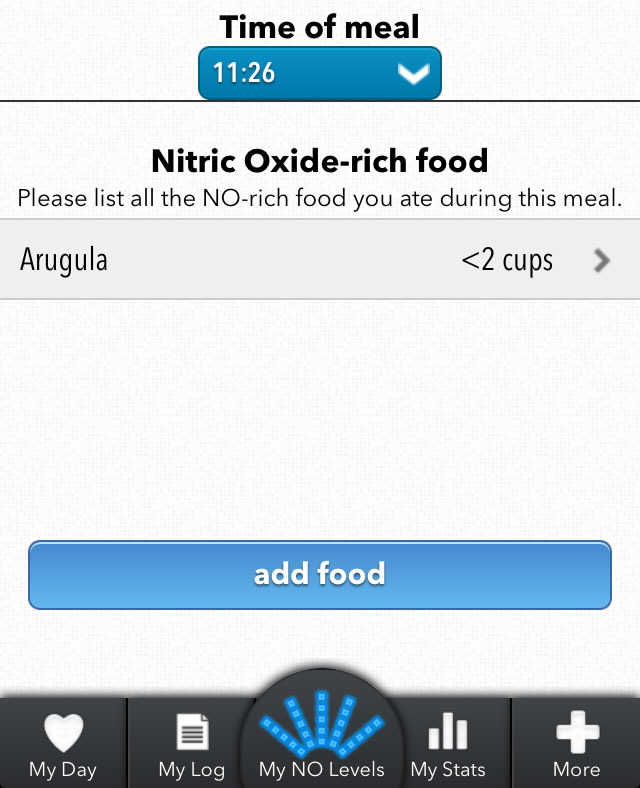 Time of meal
11:26
Nitric Oxide-rich food
Please list all the NO-rich food you ate during this meal.
Arugula <2 cups
add food
My Day My Log My NO Levels My Stats More